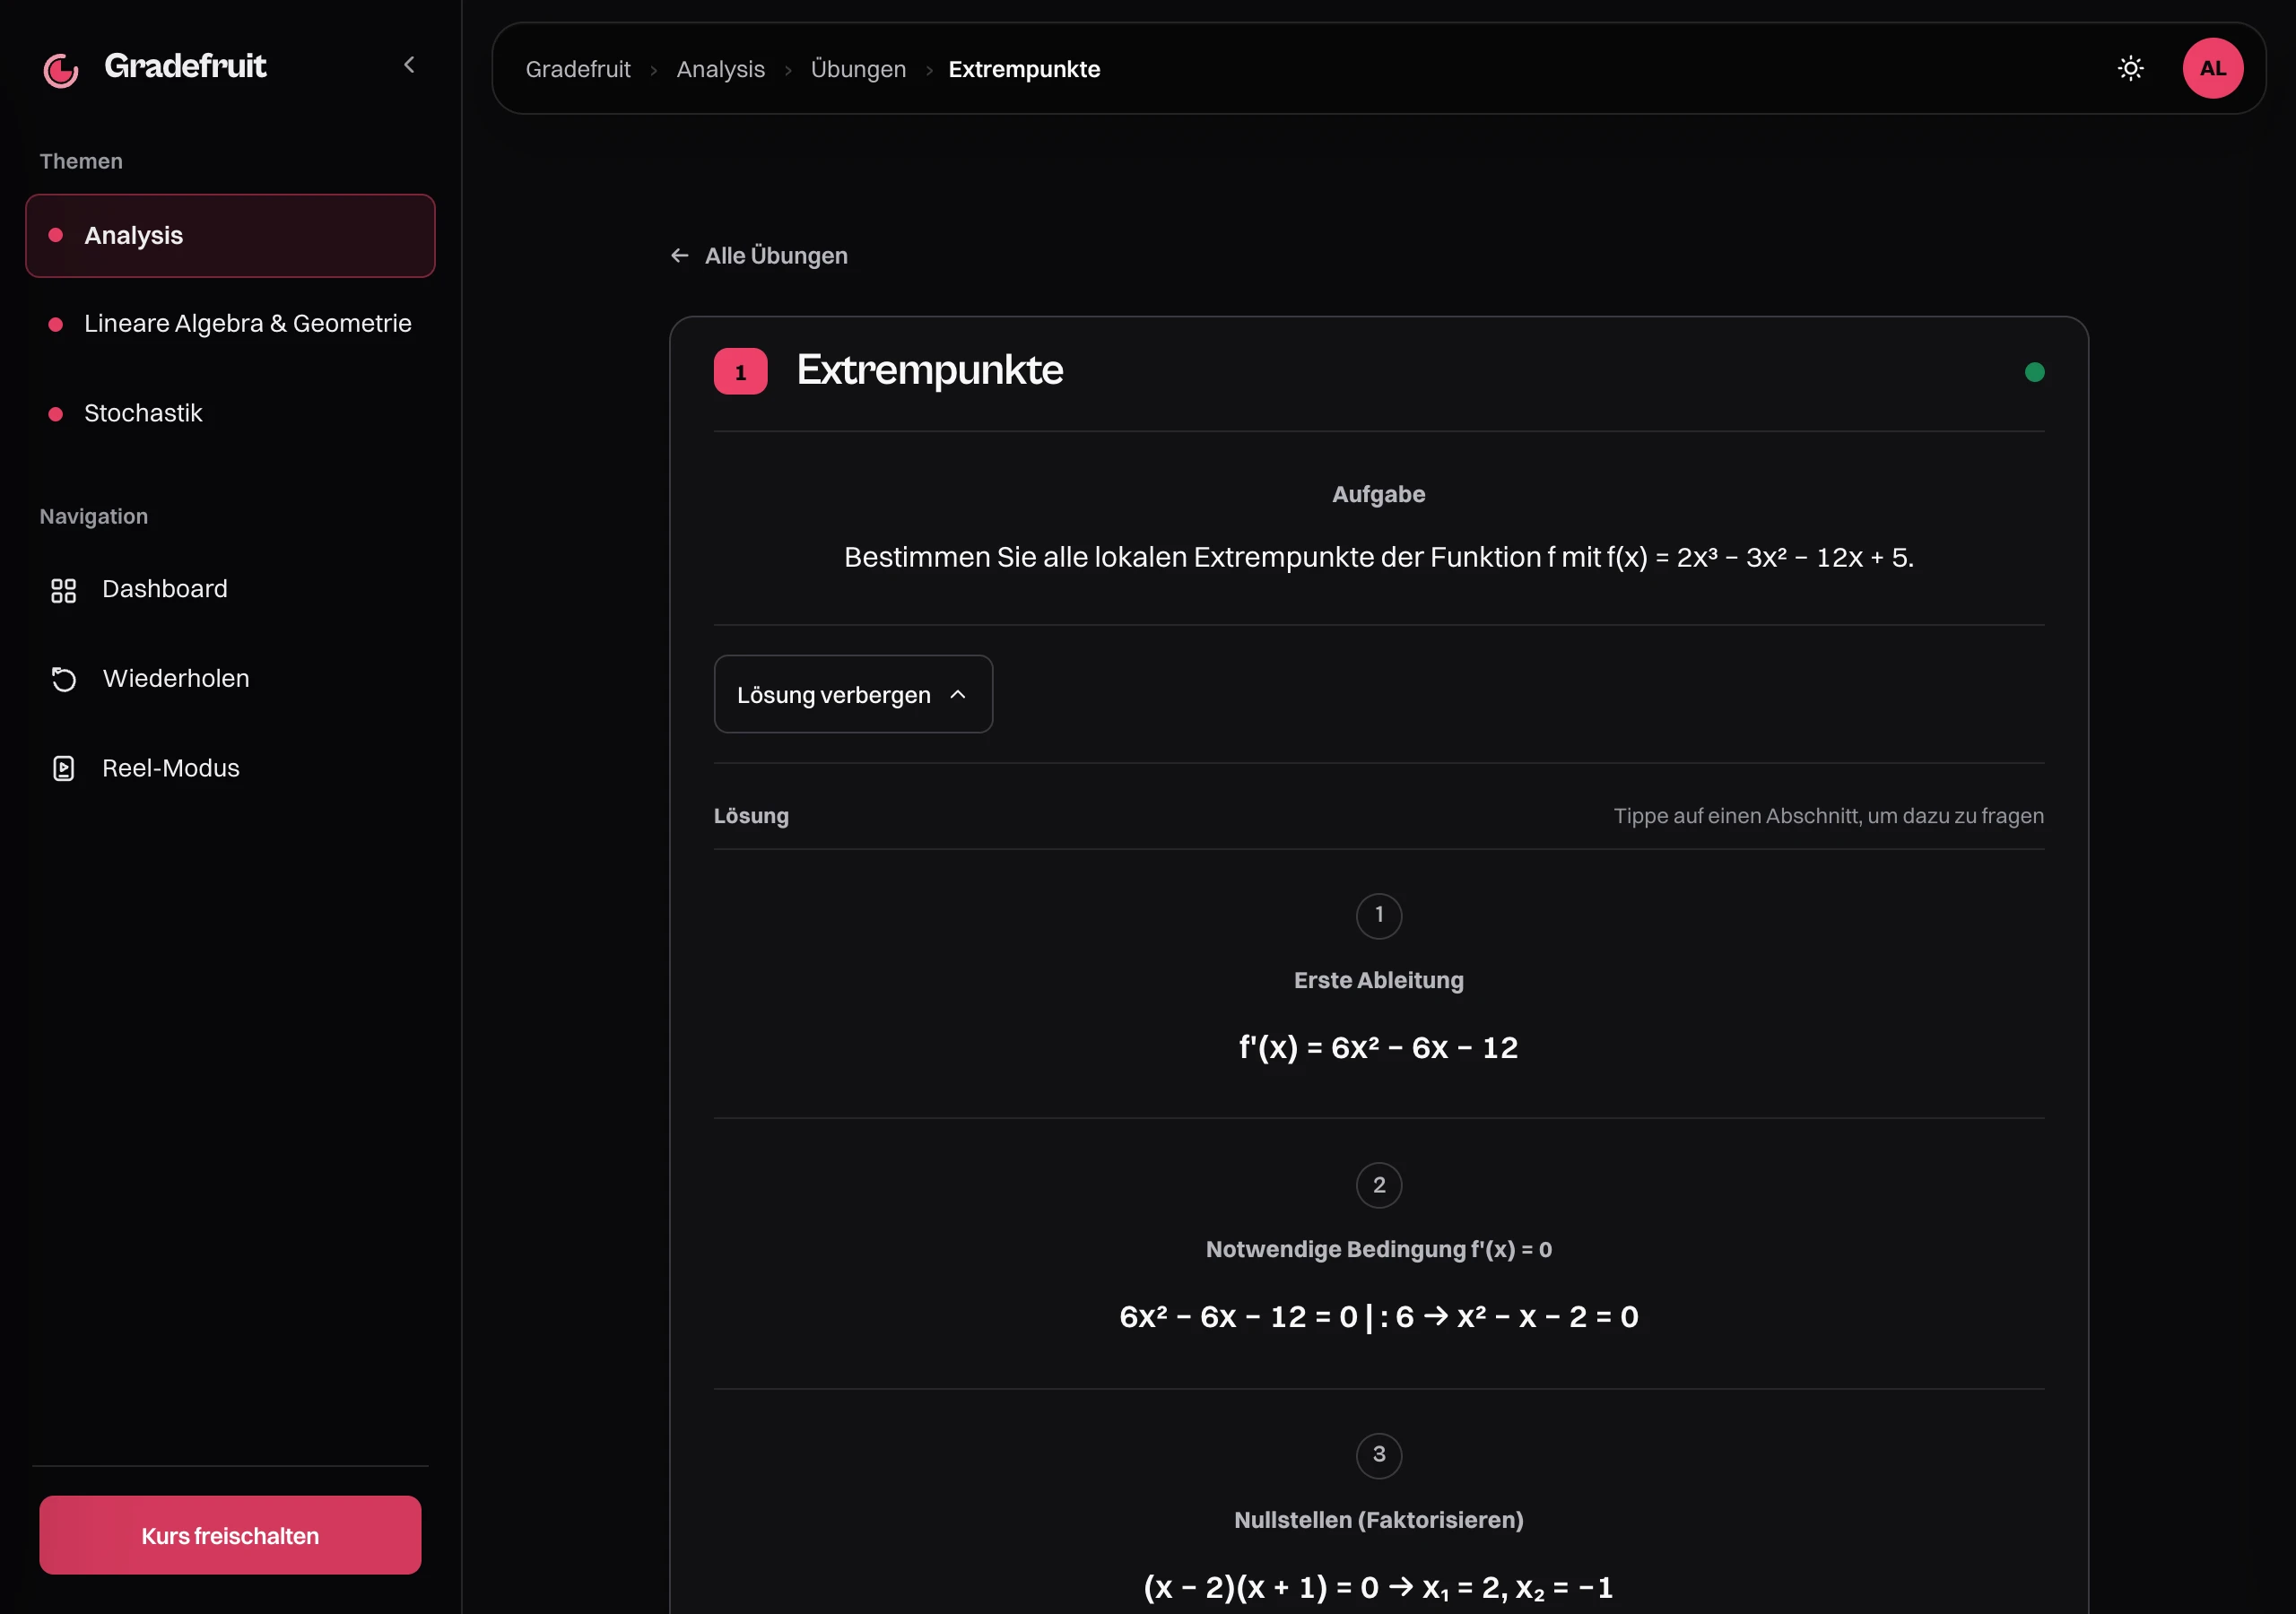 Gradefruit
Themen
Analysis
Lineare Algebra & Geometrie
Stochastik
Navigation
Dashboard
Wiederholen
Reel-Modus
Kurs freischalten
Gradefruit › Analysis › Übungen › Extrempunkte
AL
← Alle Übungen
1 Extrempunkte
Aufgabe
Bestimmen Sie alle lokalen Extrempunkte der Funktion f mit f(x) = 2x³ − 3x² − 12x + 5.
Lösung verbergen
Lösung Tippe auf einen Abschnitt, um dazu zu fragen
1
Erste Ableitung
f'(x) = 6x² − 6x − 12
2
Notwendige Bedingung f'(x) = 0
6x² − 6x − 12 = 0 | : 6 → x² − x − 2 = 0
3
Nullstellen (Faktorisieren)
(x − 2)(x + 1) = 0 → x₁ = 2, x₂ = −1